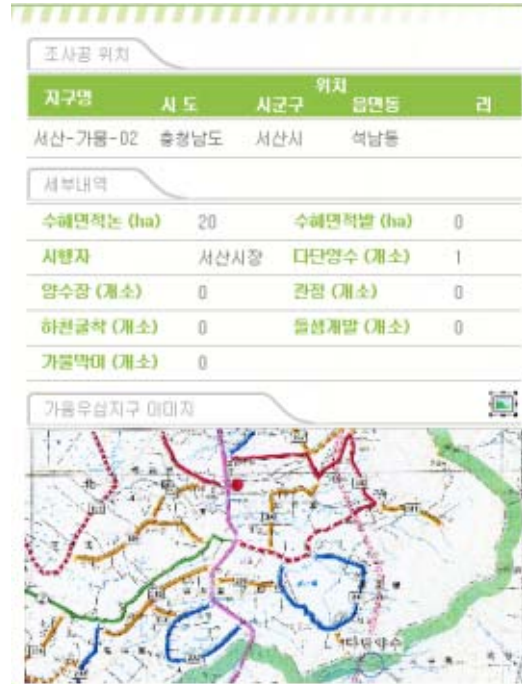 조사공 위치
지구명 위치
시 도 시군구 읍면동 리
서산-가뭄-02 충청남도 서산시 석남동
세부내역
수혜면적논 (ha) 20 수혜면적밭 (ha) 0
시행자 서산시장 다단양수 (개소) 1
양수장 (개소) 0 관정 (개소) 0
하천굴착 (개소) 0 들샘개발 (개소) 0
가물막이 (개소) 0
가뭄우심지구 이미지
다단양수